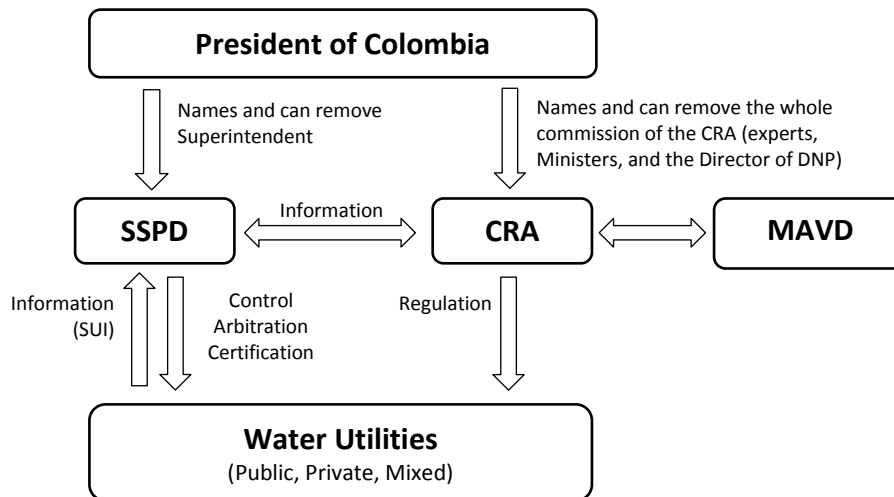 President of Colombia
Names and can remove
Superintendent
Names and can remove the whole
commission of the CRA (experts,
Ministers, and the Director of DNP)
SSPD
Information
CRA
MAVD
Information
(SUI)
Control
Arbitration
Certification
Regulation
Water Utilities
(Public, Private, Mixed)